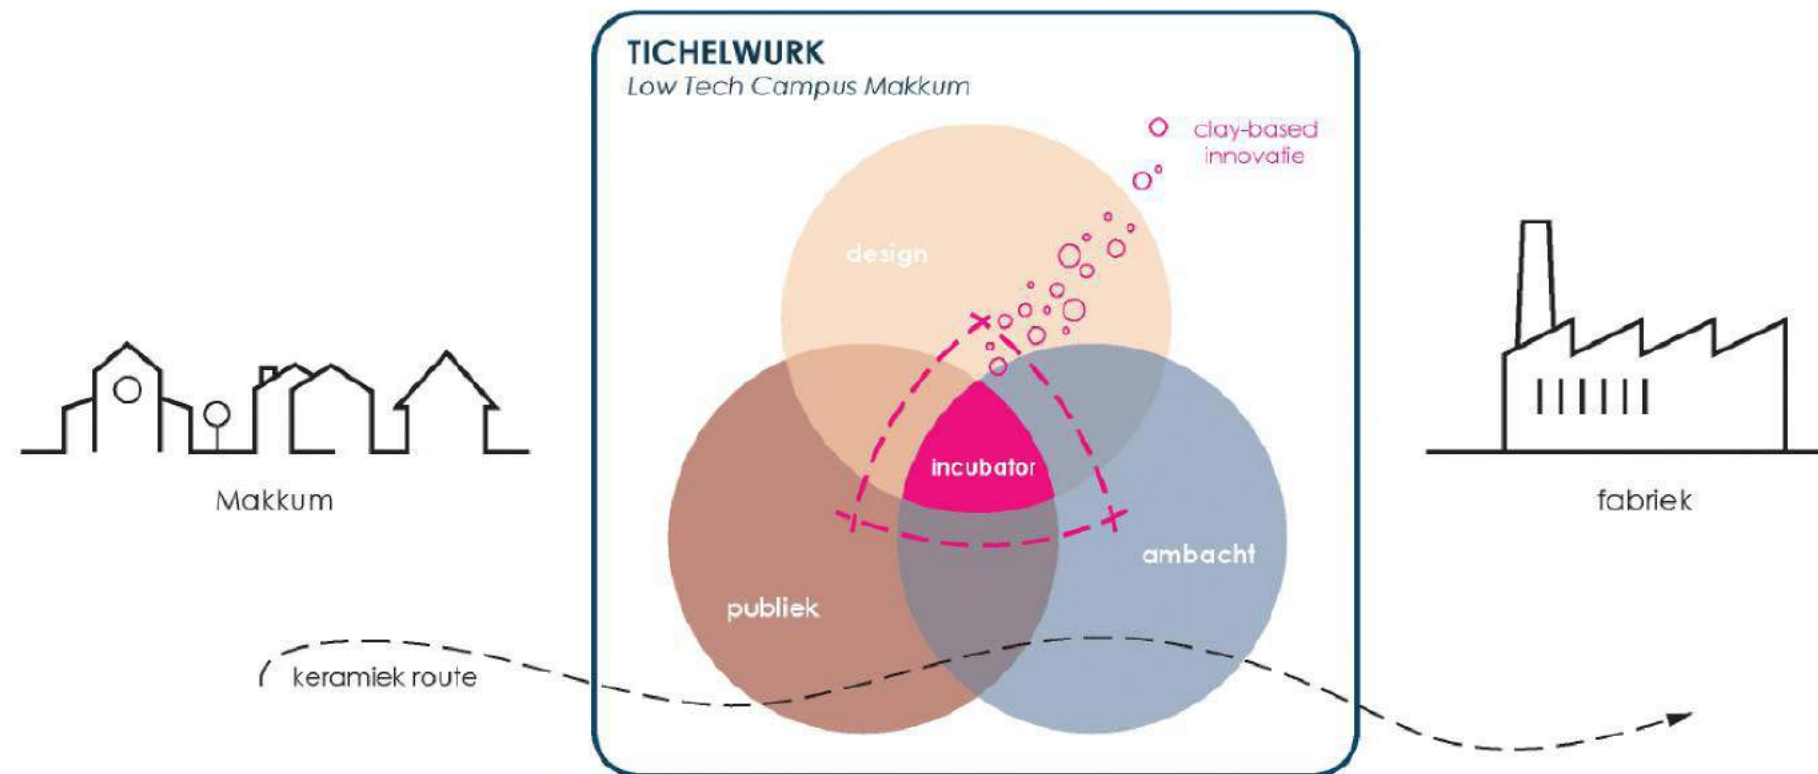 TICHELWURK
Low Tech Campus Makkum
clay-based
innovatie
design
incubator
Makkum
fabriek
ambacht
publiek
keramiek route